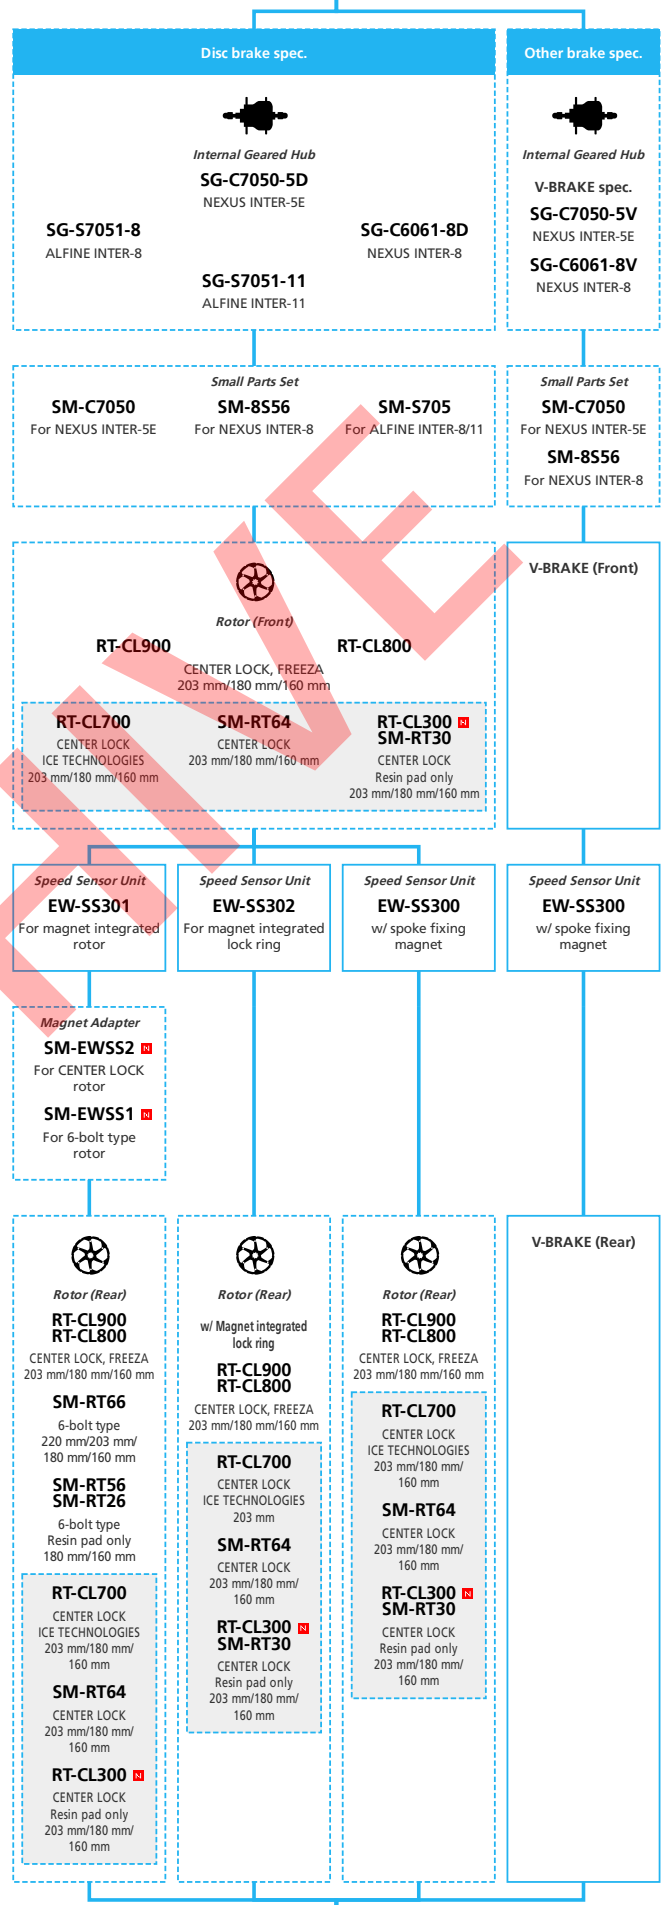 Disc brake spec.
Other brake spec.
Internal Geared Hub
SG-C7050-5D
NEXUS INTER-5E
SG-S7051-8
ALFINE INTER-8
SG-C6061-8D
NEXUS INTER-8
SG-S7051-11
ALFINE INTER-11
Internal Geared Hub
V-BRAKE spec.
SG-C7050-5V
NEXUS INTER-5E
SG-C6061-8V
NEXUS INTER-8
Small Parts Set
SM-C7050
For NEXUS INTER-5E
SM-8S56
For NEXUS INTER-8
SM-S705
For ALFINE INTER-8/11
Small Parts Set
SM-C7050
For NEXUS INTER-5E
SM-8S56
For NEXUS INTER-8
Rotor (Front)
RT-CL900
RT-CL800
CENTER LOCK, FREEZA
203 mm/180 mm/160 mm
RT-CL700
CENTER LOCK
ICE TECHNOLOGIES
203 mm/180 mm/160 mm
SM-RT64
CENTER LOCK
203 mm/180 mm/160 mm
RT-CL300 N
SM-RT30
CENTER LOCK
Resin pad only
203 mm/180 mm/160 mm
V-BRAKE (Front)
HIVE
Speed Sensor Unit
EW-SS301
For magnet integrated
rotor
Speed Sensor Unit
EW-SS302
For magnet integrated
lock ring
Speed Sensor Unit
EW-SS300
w/ spoke fixing
magnet
Speed Sensor Unit
EW-SS300
w/ spoke fixing
magnet
Magnet Adapter
SM-EWSS2 N
For CENTER LOCK
rotor
SM-EWSS1 N
For 6-bolt type
rotor
Rotor (Rear)
RT-CL900
RT-CL800
CENTER LOCK, FREEZA
203 mm/180 mm/160 mm
SM-RT66
6-bolt type
220 mm/203 mm/
180 mm/160 mm
SM-RT56
SM-RT26
6-bolt type
Resin pad only
180 mm/160 mm
RT-CL700
CENTER LOCK
ICE TECHNOLOGIES
203 mm/180 mm/
160 mm
SM-RT64
CENTER LOCK
203 mm/180 mm/
160 mm
RT-CL300 N
CENTER LOCK
Resin pad only
203 mm/180 mm/
160 mm
Rotor (Rear)
w/ Magnet integrated
lock ring
RT-CL900
RT-CL800
CENTER LOCK, FREEZA
203 mm/180 mm/160 mm
RT-CL700
CENTER LOCK
ICE TECHNOLOGIES
203 mm
SM-RT64
CENTER LOCK
203 mm/180 mm/
160 mm
RT-CL300 N
SM-RT30
CENTER LOCK
Resin pad only
203 mm/180 mm/
160 mm
Rotor (Rear)
RT-CL900
RT-CL800
CENTER LOCK, FREEZA
203 mm/180 mm/160 mm
RT-CL700
CENTER LOCK
ICE TECHNOLOGIES
203 mm/180 mm/
160 mm
SM-RT64
CENTER LOCK
203 mm/180 mm/
160 mm
RT-CL300 N
SM-RT30
CENTER LOCK
Resin pad only
203 mm/180 mm/
160 mm
V-BRAKE (Rear)